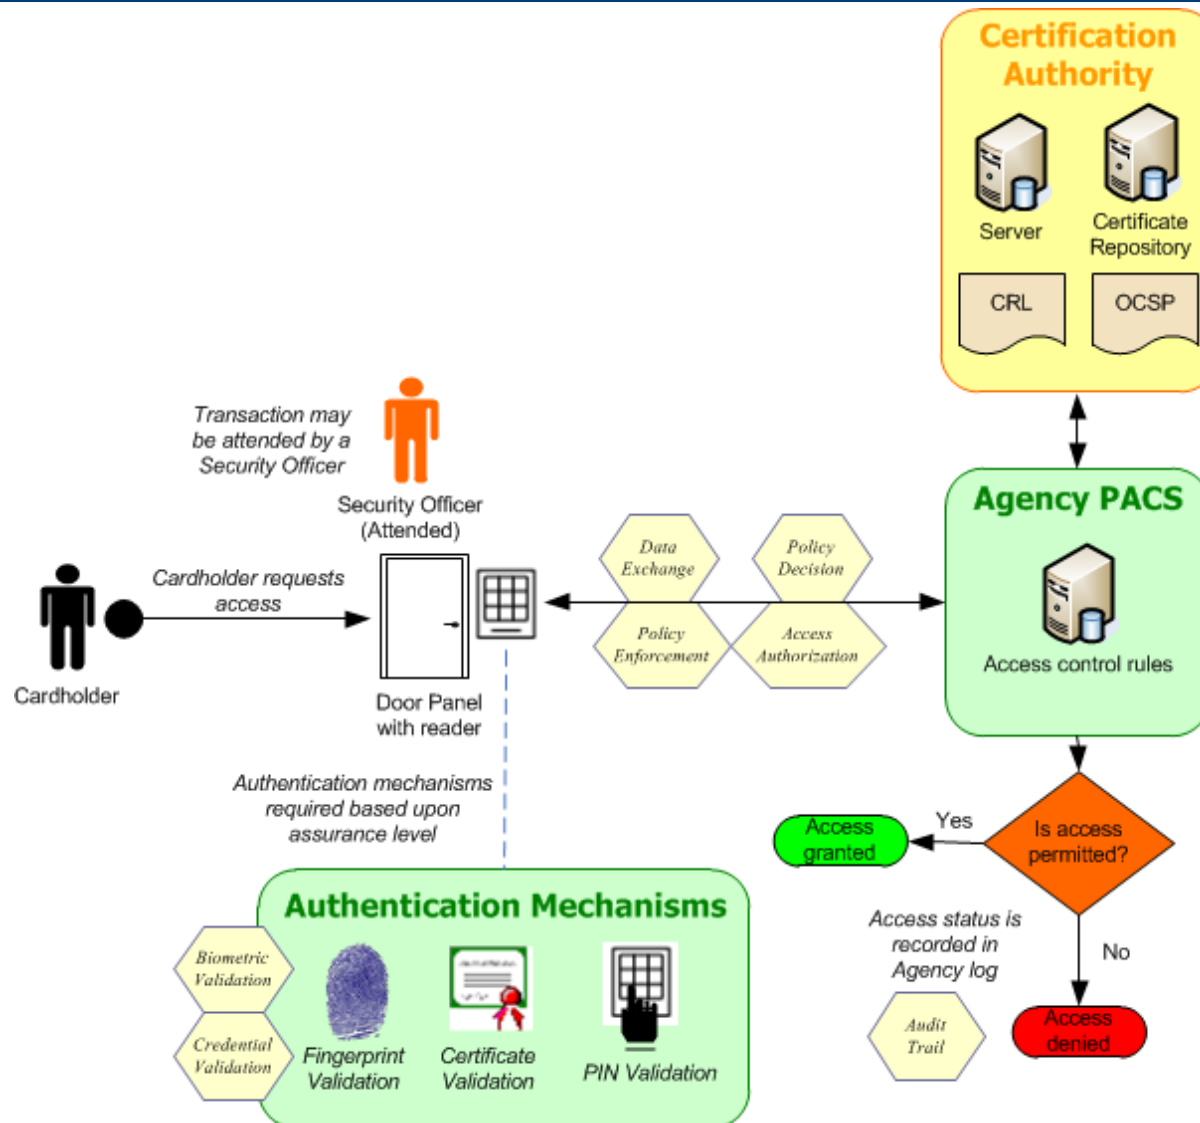 Certification
Authority
Server
Certificate
Repository
CRL
OCSP
Transaction may
be attended by a
Security Officer
Security Officer
(Attended)
Cardholder requests
access
Cardholder
Door Panel
with reader
Data
Exchange
Policy
Decision
Policy
Enforcement
Access
Authorization
Agency PACS
Access control rules
Authentication mechanisms
required based upon
assurance level
Is access
permitted?
Yes
Access
granted
No
Access
denied
Access status is
recorded in
Agency log
Audit
Trail
Authentication Mechanisms
Biometric
Validation
Credential
Validation
Fingerprint
Validation
Certificate
Validation
PIN Validation